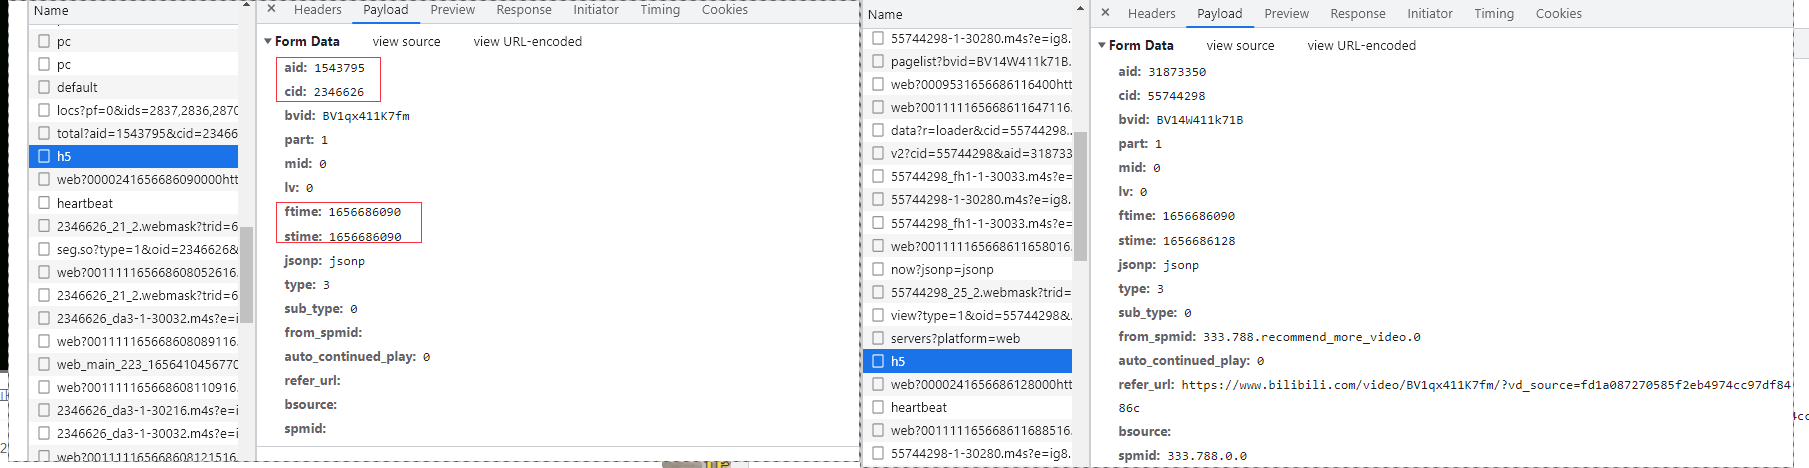 Name
pc
pc
default
locs?pf=0&ids=2837,2836,2870
total?aid=1543795&cid=23466
h5
web?0000241656686090000htt
heartbeat
2346626_21_2.webmask?trid=6
seg.so?type=1&oid=2346626&
web?001111165668608052616.
2346626_21_2.webmask?trid=6
2346626_da3-1-30032.m4s?e=i
web?001111165668608089116.
web_main_223_1656410456770
web?001111165668608110916.
2346626_da3-1-30216.m4s?e=i
2346626_da3-1-30032.m4s?e=i
web?001111165668608121516.
× Headers Payload Preview Response Initiator Timing Cookies
Form Data view source view URL-encoded
aid: 1543795
cid: 2346626
bvid: BV1qx411K7fm
part: 1
mid: 0
lv: 0
ftime: 1656686090
stime: 1656686090
jsonp: jsonp
type: 3
sub_type: 0
from_spmid:
auto_continued_play: 0
refer_url:
bsource:
spmid:
Name
55744298-1-30280.m4s?e=ig8.
pagelist?bvid=BV14W411k71B.
web?0009531656686116400htt
web?001111165668611647116.
data?r=loader&cid=55744298..
v2?cid=55744298&aid=318733
55744298_fh1-1-30033.m4s?e=
55744298-1-30280.m4s?e=ig8.
55744298_fh1-1-30033.m4s?e=
web?001111165668611658016.
now?jsonp=jsonp
55744298_25_2.webmask?trid=
view?type=1&oid=55744298&.
servers?platform=web
h5
web?0000241656686128000htt
heartbeat
web?001111165668611688516.
55744298-1-30280.m4s?e=ig8.
× Headers Payload Preview Response Initiator Timing Cookies
Form Data view source view URL-encoded
aid: 31873350
cid: 55744298
bvid: BV14W411k71B
part: 1
mid: 0
lv: 0
ftime: 1656686090
stime: 1656686128
jsonp: jsonp
type: 3
sub_type: 0
from_spmid: 333.788.recommend_more_video.0
auto_continued_play: 0
refer_url: https://www.bilibili.com/video/BV1qx411K7fm/?vd_source=fd1a087270585f2eb4974cc97df84
86c
bsource:
spmid: 333.788.0.0